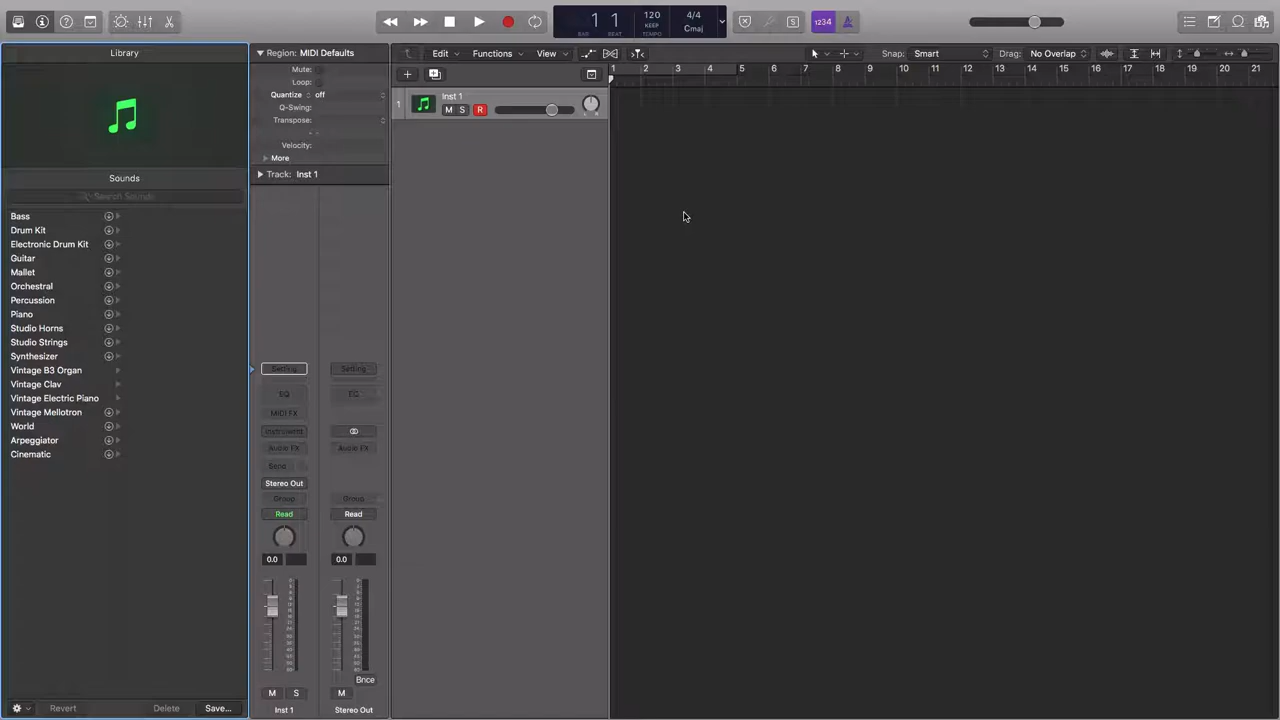 1 1
BAR BEAT
120
KEEP
TEMPO
4/4
Cmaj
1234
S
Library
Region: MIDI Defaults
Edit
Functions
View
Snap: Smart
Drag: No Overlap
Mute:
Loop:
Quantize off
Q-Swing:
Transpose:
Velocity:
More
Track: Inst 1
1 2 3 4 5 6 7 8 9 10 11 12 13 14 15 16 17 18 19 20 21
1
Inst 1
M S R
Sounds
Search Sounds
Bass
Drum Kit
Electronic Drum Kit
Guitar
Mallet
Orchestral
Percussion
Piano
Studio Horns
Studio Strings
Synthesizer
Vintage B3 Organ
Vintage Clav
Vintage Electric Piano
Vintage Mellotron
World
Arpeggiator
Cinematic
Setting Setting
EQ EQ
MIDI FX
Instrument
Audio FX Audio FX
Send
Stereo Out
Group Group
Read Read
0.0 0.0
Bnce
M S M
Inst 1 Stereo Out
Revert Delete Save...